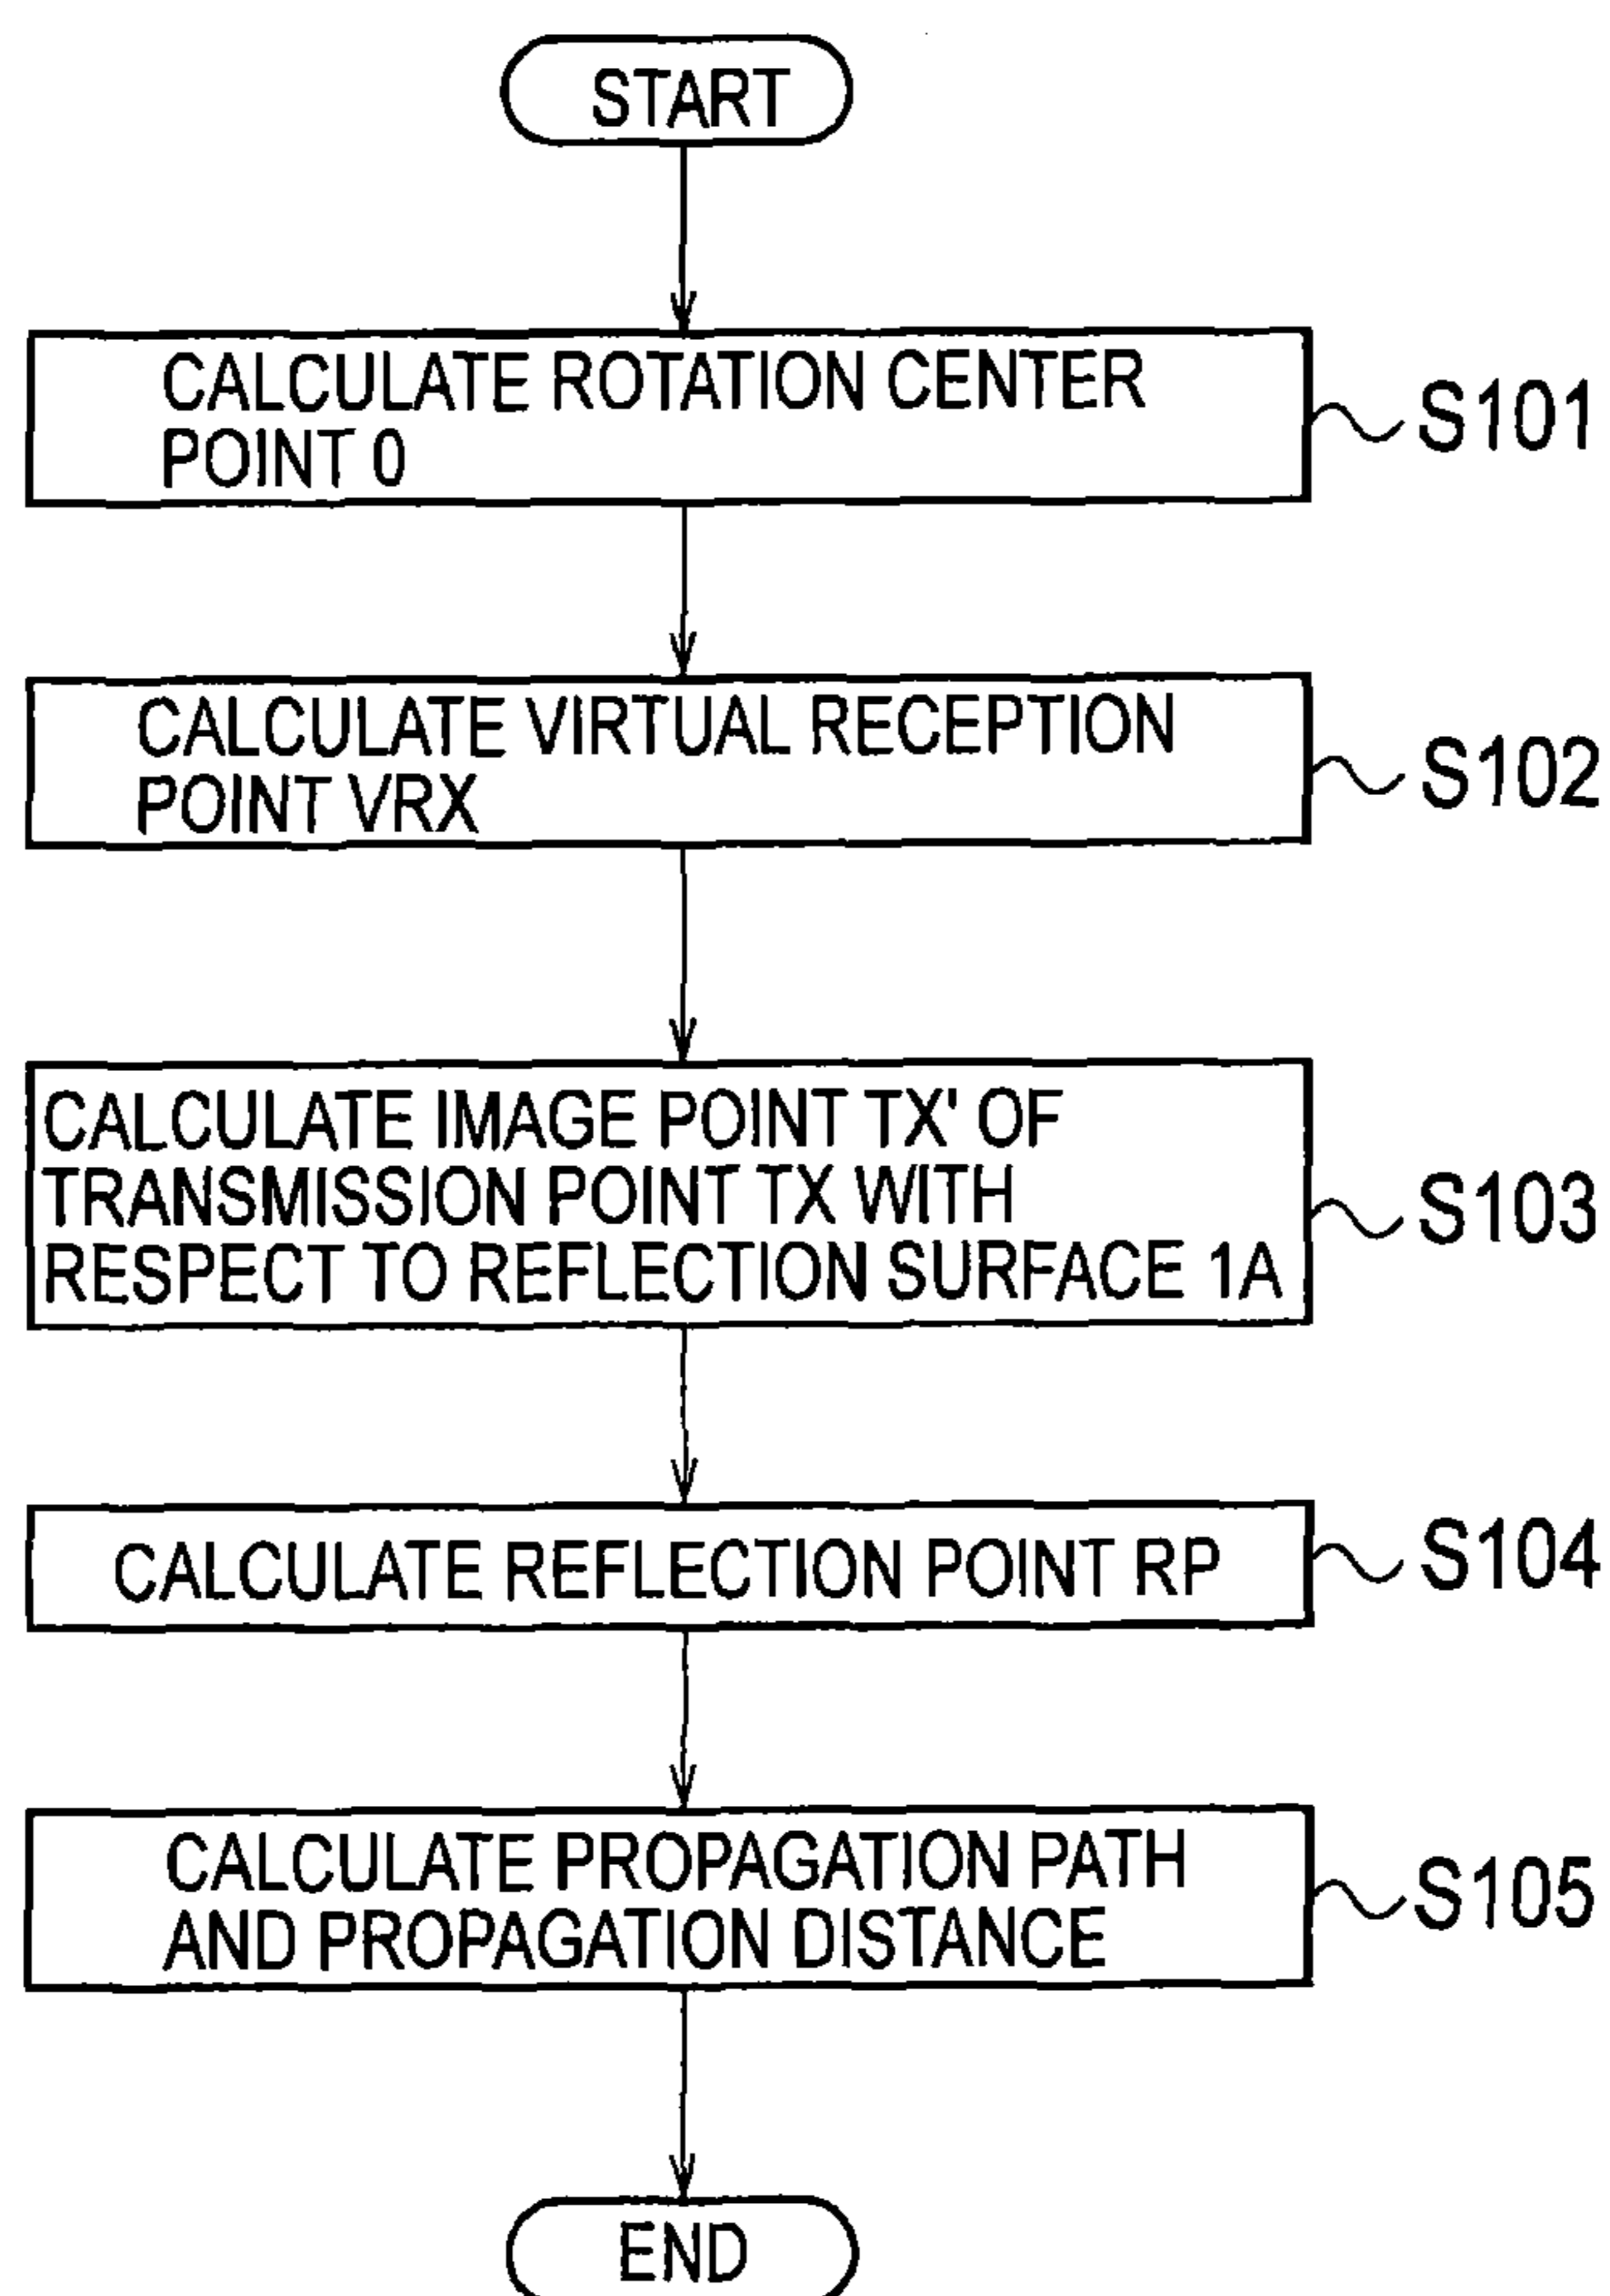 START
CALCULATE ROTATION CENTER
POINT 0
S101
CALCULATE VIRTUAL RECEPTION
POINT VRX
S102
CALCULATE IMAGE POINT TX' OF
TRANSMISSION POINT TX WITH
RESPECT TO REFLECTION SURFACE 1A
S103
CALCULATE REFLECTION POINT RP
S104
CALCULATE PROPAGATION PATH
AND PROPAGATION DISTANCE
S105
END